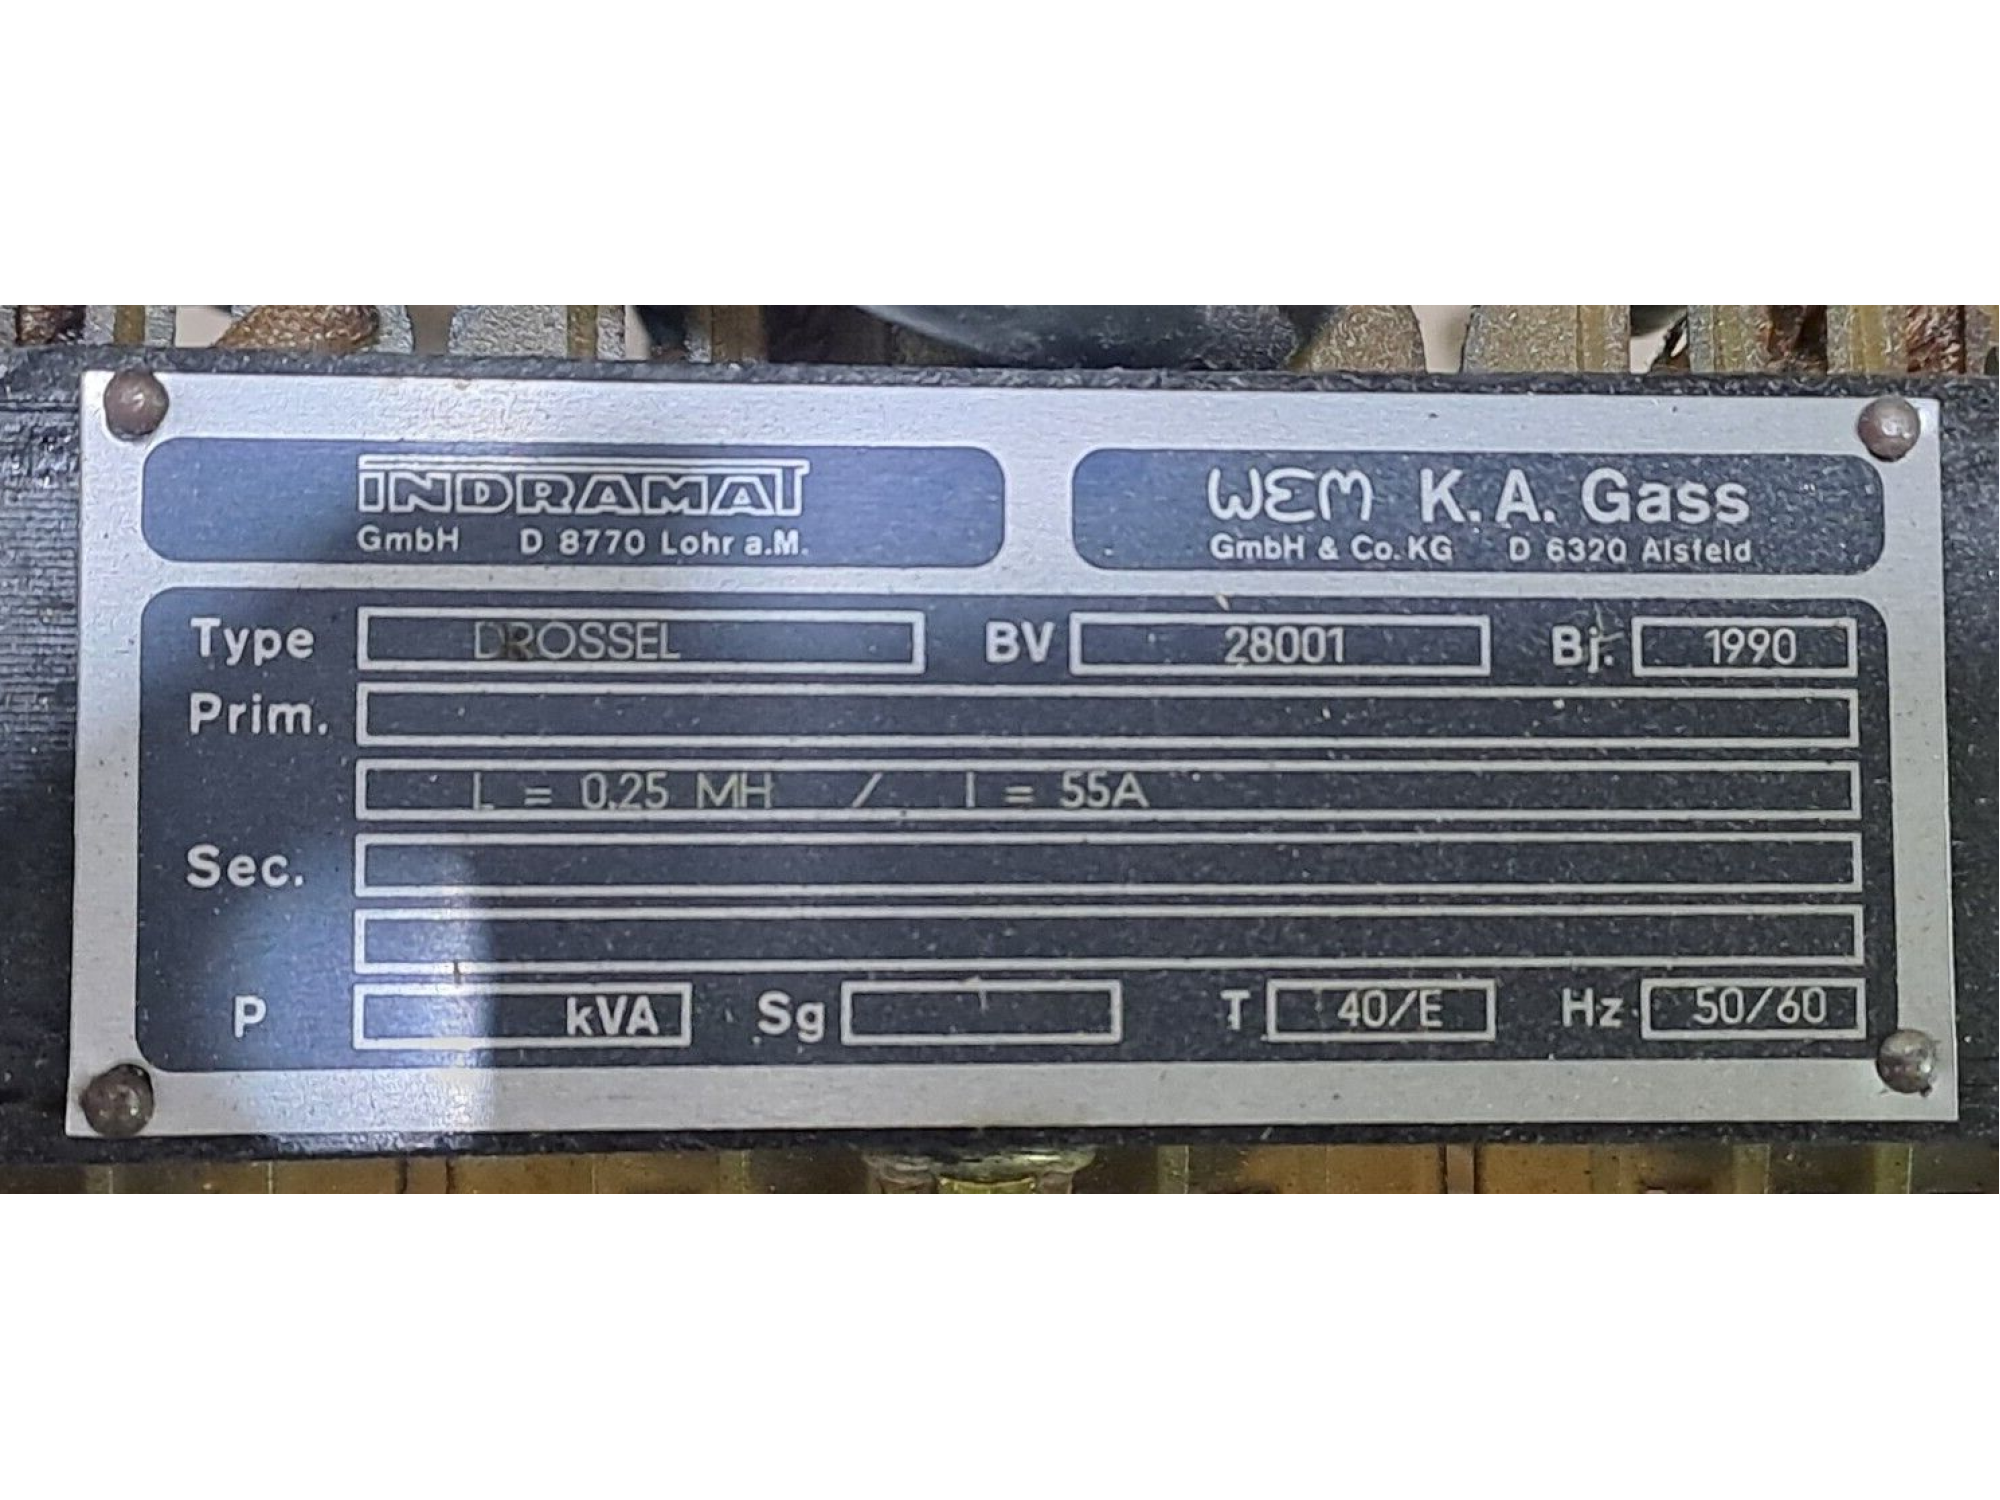 INDRAMAT
GmbH D 8770 Lohr a.M.
WEM K. A. Gass
GmbH & Co. KG D 6320 Alsfeld
Type DROSSEL BV 28001 Bj. 1990
Prim.
L = 0,25 MH / I = 55A
Sec.
P kVA Sg T 40/E Hz 50/60